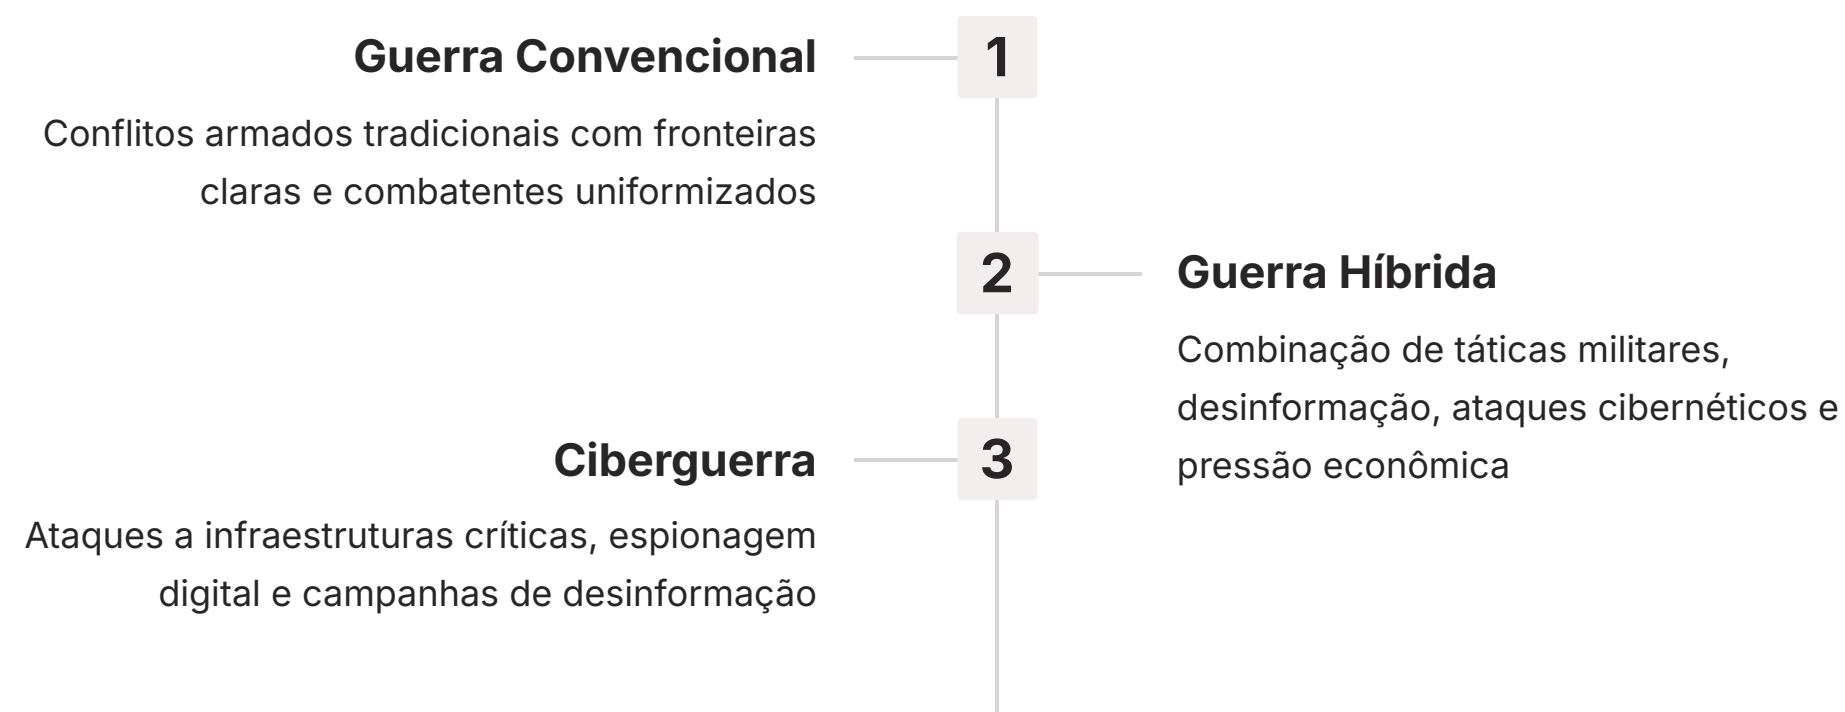 1
Guerra Convencional
Conflitos armados tradicionais com fronteiras
claras e combatentes uniformizados
2
Guerra Híbrida
Combinação de táticas militares,
desinformação, ataques cibernéticos e
pressão econômica
3
Ciberguerra
Ataques a infraestruturas críticas, espionagem
digital e campanhas de desinformação